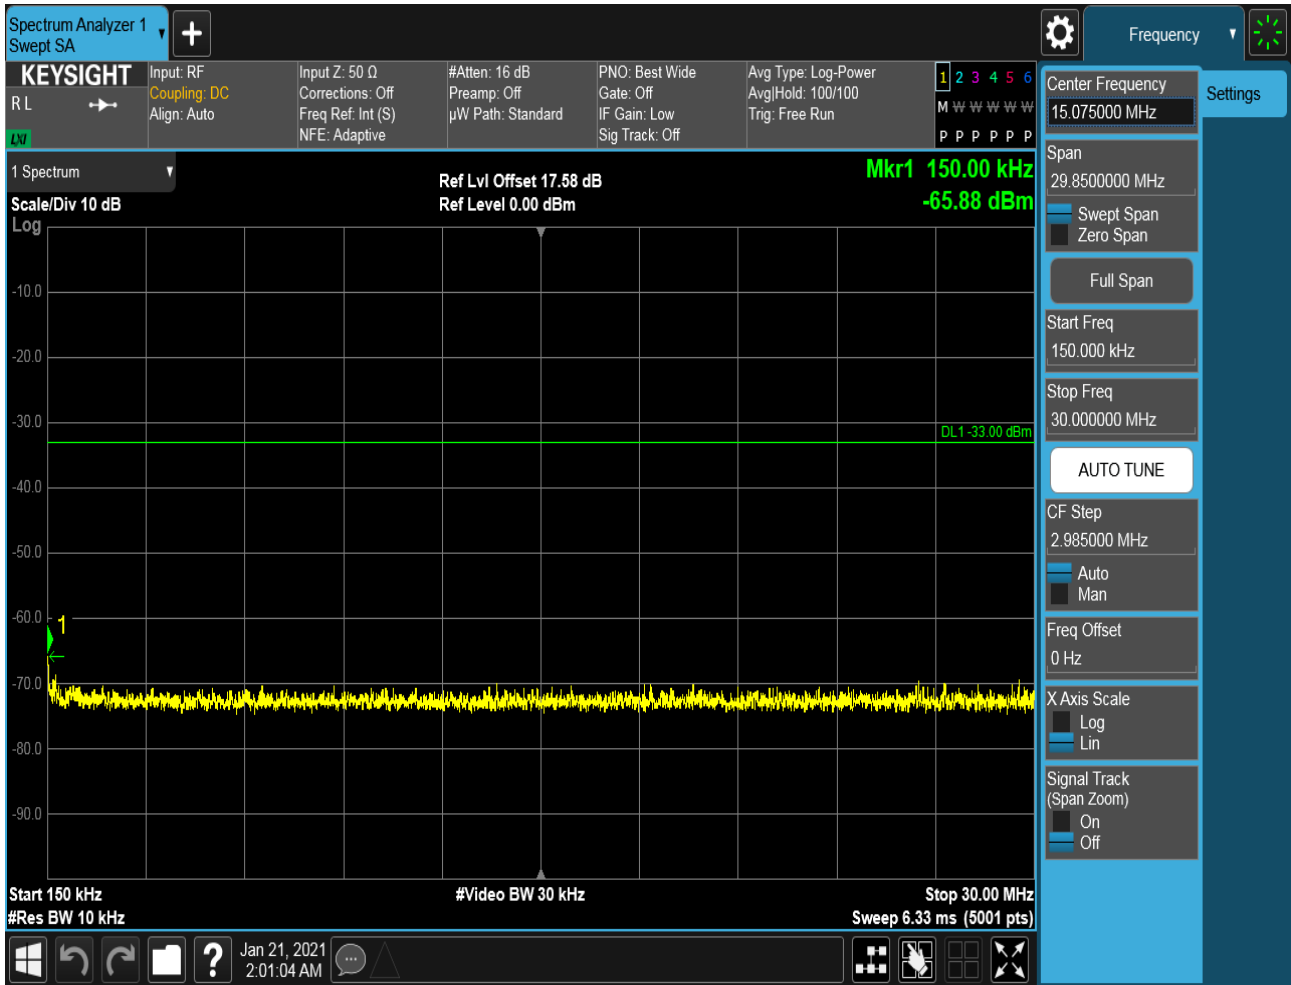 Spectrum Analyzer 1
Swept SA
Frequency
KEYSIGHT
R L
LXI
Input: RF
Coupling: DC
Align: Auto
Input Z: 50 Ω
Corrections: Off
Freq Ref: Int (S)
NFE: Adaptive
#Atten: 16 dB
Preamp: Off
µW Path: Standard
PNO: Best Wide
Gate: Off
IF Gain: Low
Sig Track: Off
Avg Type: Log-Power
Avg|Hold: 100/100
Trig: Free Run
1 2 3 4 5 6
M W W W W W
P P P P P P
1 Spectrum
Scale/Div 10 dB
Log
Ref Lvl Offset 17.58 dB
Ref Level 0.00 dBm
Mkr1 150.00 kHz
-65.88 dBm
-10.0
-20.0
-30.0
DL1 -33.00 dBm
-40.0
-50.0
-60.0
1
-70.0
-80.0
-90.0
Start 150 kHz
#Video BW 30 kHz
Stop 30.00 MHz
#Res BW 10 kHz
Sweep 6.33 ms (5001 pts)
Jan 21, 2021
2:01:04 AM
Center Frequency
15.075000 MHz
Settings
Span
29.8500000 MHz
Swept Span
Zero Span
Full Span
Start Freq
150.000 kHz
Stop Freq
30.000000 MHz
AUTO TUNE
CF Step
2.985000 MHz
Auto
Man
Freq Offset
0 Hz
X Axis Scale
Log
Lin
Signal Track
(Span Zoom)
On
Off